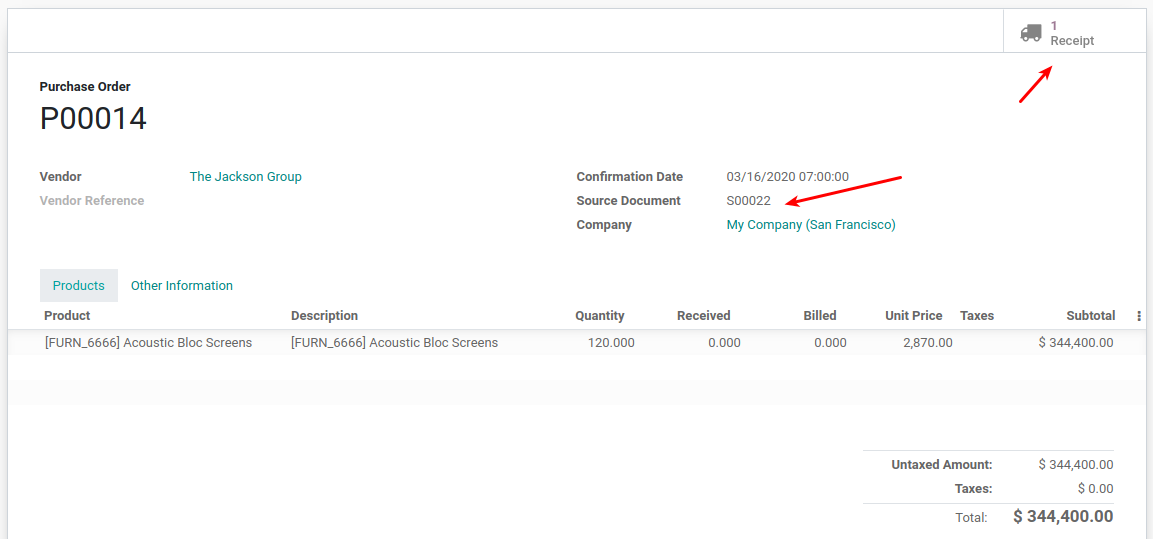 1
Receipt
Purchase Order
P00014
Vendor The Jackson Group Confirmation Date 03/16/2020 07:00:00
Vendor Reference Source Document S00022
Company My Company (San Francisco)
Products Other Information
Product Description Quantity Received Billed Unit Price Taxes Subtotal
[FURN_6666] Acoustic Bloc Screens [FURN_6666] Acoustic Bloc Screens 120.000 0.000 0.000 2,870.00 $ 344,400.00
Untaxed Amount: $ 344,400.00
Taxes: $ 0.00
Total: $ 344,400.00